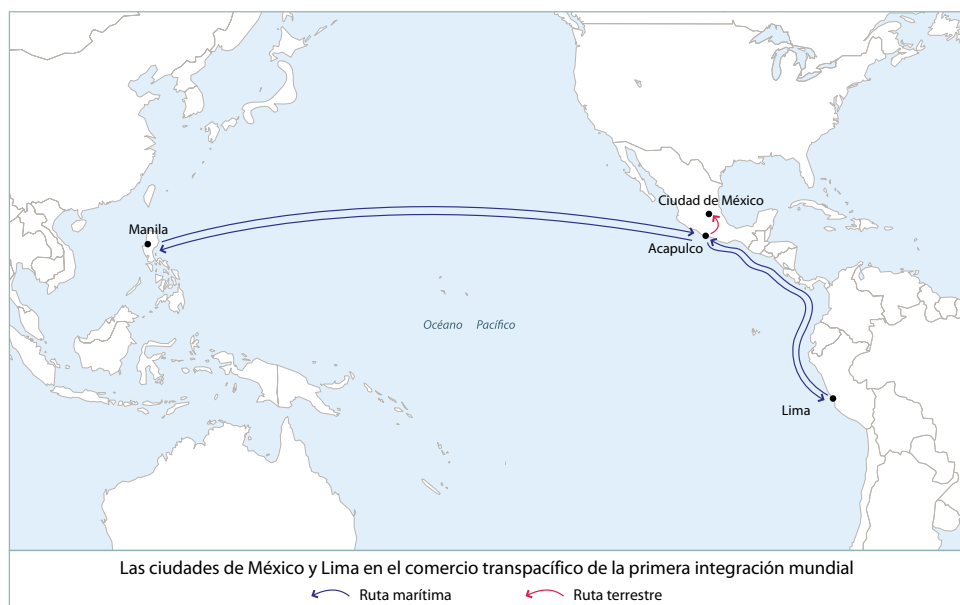 Ciudad de México
Manila
Acapulco
Océano Pacífico
Lima
Las ciudades de México y Lima en el comercio transpacífico de la primera integración mundial
Ruta marítima
Ruta terrestre